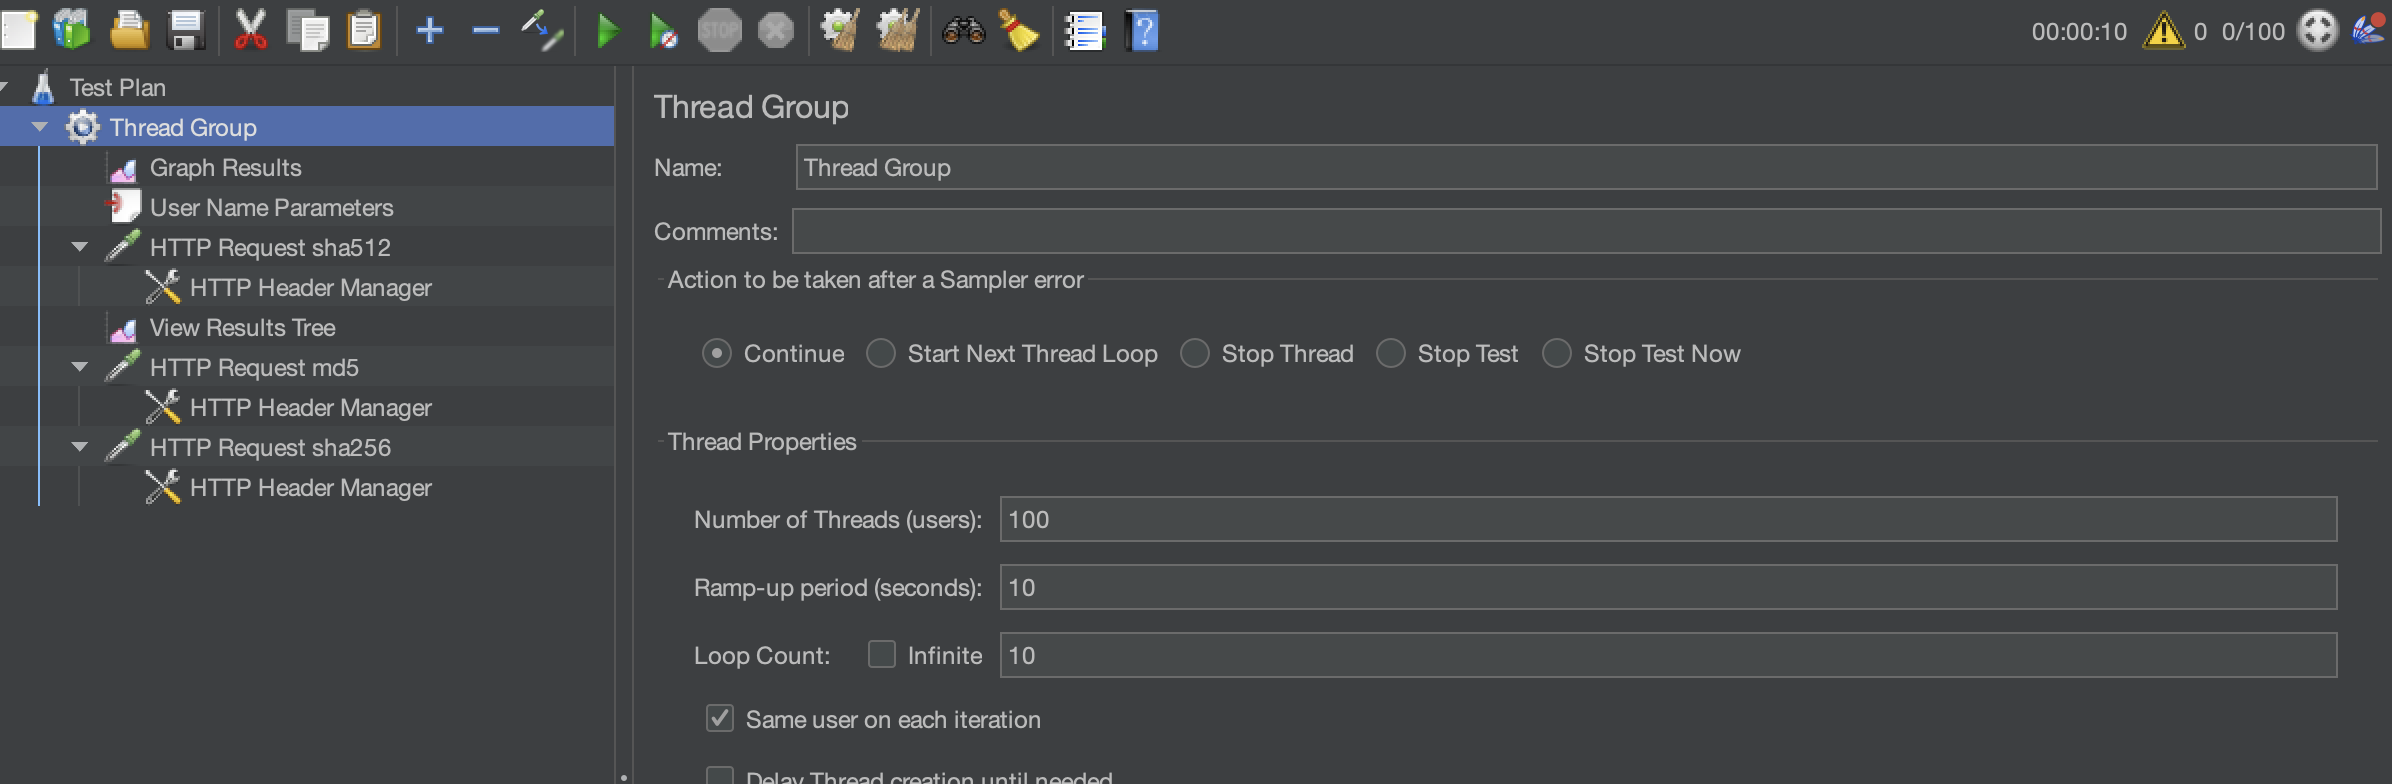 STOP
00:00:10 0 0/100
Test Plan
Thread Group
Graph Results
User Name Parameters
HTTP Request sha512
HTTP Header Manager
View Results Tree
HTTP Request md5
HTTP Header Manager
HTTP Request sha256
HTTP Header Manager
Thread Group
Name: Thread Group
Comments:
Action to be taken after a Sampler error
Continue Start Next Thread Loop Stop Thread Stop Test Stop Test Now
Thread Properties
Number of Threads (users): 100
Ramp-up period (seconds): 10
Loop Count: Infinite 10
Same user on each iteration
Delay Thread creation until needed